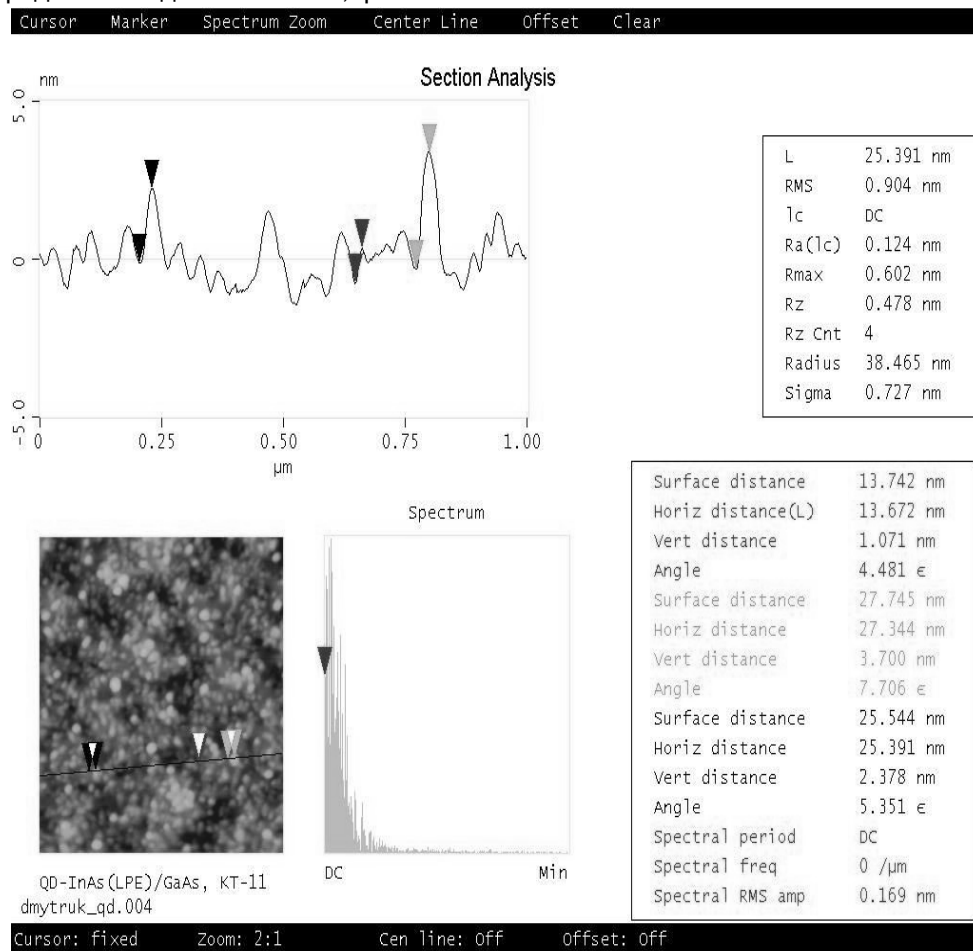 Cursor Marker Spectrum Zoom Center Line Offset Clear
Section Analysis
nm
5.0
0
-5.0
0 0.25 0.50 0.75 1.00
µm
L 25.391 nm
RMS 0.904 nm
lc DC
Ra(lc) 0.124 nm
Rmax 0.602 nm
Rz 0.478 nm
Rz Cnt 4
Radius 38.465 nm
Sigma 0.727 nm
Surface distance 13.742 nm
Horiz distance(L) 13.672 nm
Vert distance 1.071 nm
Angle 4.481 є
Surface distance 27.745 nm
Horiz distance 27.344 nm
Vert distance 3.700 nm
Angle 7.706 є
Surface distance 25.544 nm
Horiz distance 25.391 nm
Vert distance 2.378 nm
Angle 5.351 є
Spectral period DC
Spectral freq 0 /µm
Spectral RMS amp 0.169 nm
Spectrum
DC Min
QD-InAs(LPE)/GaAs, KT-11
dmytruk_qd.004
Cursor: fixed Zoom: 2:1 Cen line: Off Offset: Off